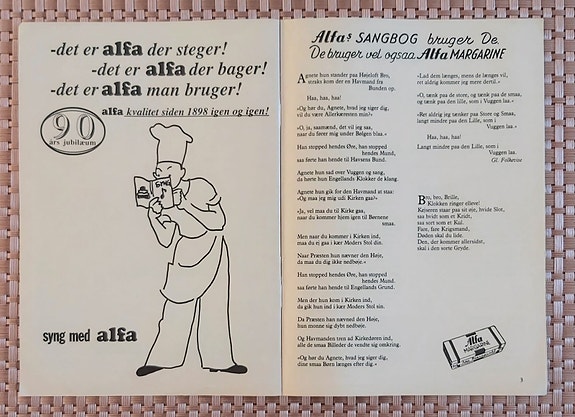 -det er alfa der steger!
-det er alfa der bager!
-det er alfa man bruger!
alfa kvalitet siden 1898 igen og igen!
90
års jubilæum
syng med alfa
Alfas SANGBOG bruger De.
De bruger vel ogsaa Alfa MARGARINE
Agnete hun stander paa Højeloft Bro,
straks kom der en Havmand fra
Bunden op.
Haa, haa, haa!
»Og hør du, Agnete, hvad jeg siger dig,
vil du være Allerkæresten min?«
»O, ja, saamænd, det vil jeg saa,
naar du fører mig under Bølgen blaa.«
Han stopped hendes Øre, han stopped
hendes Mund,
saa førte han hende til Havsens Bund.
Agnete hun sad over Vuggen og sang,
da hørte hun Engellands Klokker de klang.
Agnete hun gik for den Havmand at staa:
»Og maa jeg mig udi Kirken gaa?«
»Ja, vel maa du til Kirke gaa,
naar du kommer hjem igen til Børnene
smaa.
Men naar du kommer i Kirken ind,
maa du ej gaa i kær Moders Stol din.
Naar Præsten han nævner den Høje,
da maa du dig ikke nedbøje.«
Han stopped hendes Øre, han stopped
hendes Mund,
saa førte han hende til Engellands Grund.
Men der hun kom i Kirken ind,
da gik hun ind i kær Moders Stol sin.
Da Præsten han nævned den Høje,
hun monne sig dybt nedbøje.
Og Havmanden tren ad Kirkedøren ind,
alle de smaa Billeder de vendte sig omkring.
»Og hør du, Agnete, hvad jeg siger dig,
dine smaa Børn længes efter dig.«
»Lad dem længes, mens de længes vil,
ret aldrig kommer jeg mere dertil.«
»O, tænk paa de store, og tænk paa de smaa,
og tænk paa den lille, som i Vuggen laa.«
»Ret aldrig jeg tænker paa Store og Smaa,
langt mindre paa den Lille, som i
Vuggen laa.«
Haa, haa, haa!
Langt mindre paa den Lille, som i
Vuggen laa.
Gl. Folkevise
Bro, bro, Brille,
Klokken ringer elleve!
Kejseren staar paa sit øje, hvide Slot,
saa hvidt som et Kridt,
saa sort som et Kul.
Fare, fare Krigsmand,
Døden skal du lide.
Den, der kommer allersidst,
skal i den sorte Gryde.
Alfa
MARGARINE
3